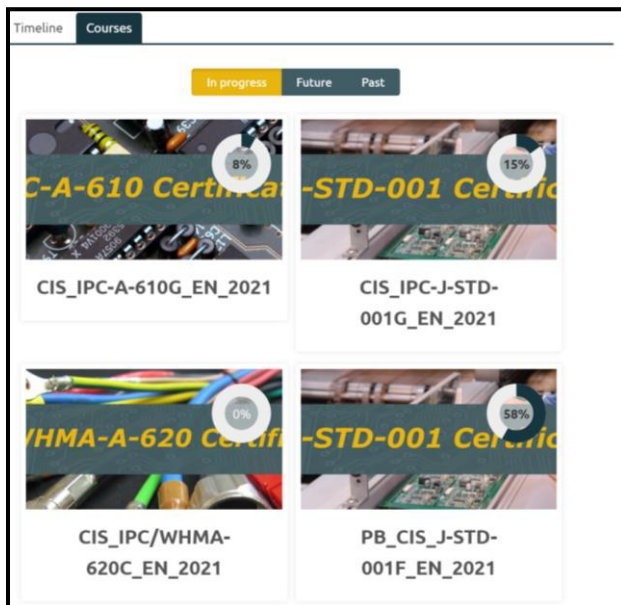 Timeline Courses
In progress Future Past
8%
C-A-610 Certificat
15%
-STD-001 Certific
CIS_IPC-A-610G_EN_2021
CIS_IPC-J-STD-
001G_EN_2021
0%
WHMA-A-620 Certifi
58%
-STD-001 Certific
CIS_IPC/WHMA-
620C_EN_2021
PB_CIS_J-STD-
001F_EN_2021